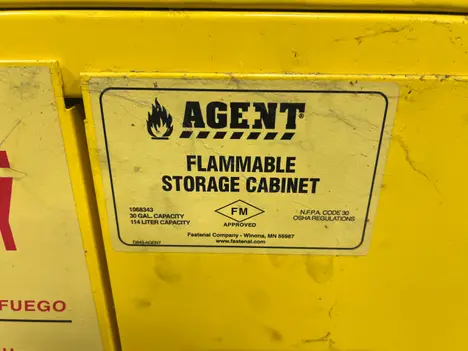 AGENT®
FLAMMABLE
STORAGE CABINET
1068343
30 GAL. CAPACITY
114 LITER CAPACITY
FM
APPROVED
N.F.P.A. CODE 30
OSHA REGULATIONS
Fastenal Company - Winona, MN 55987
www.fastenal.com
FUEGO